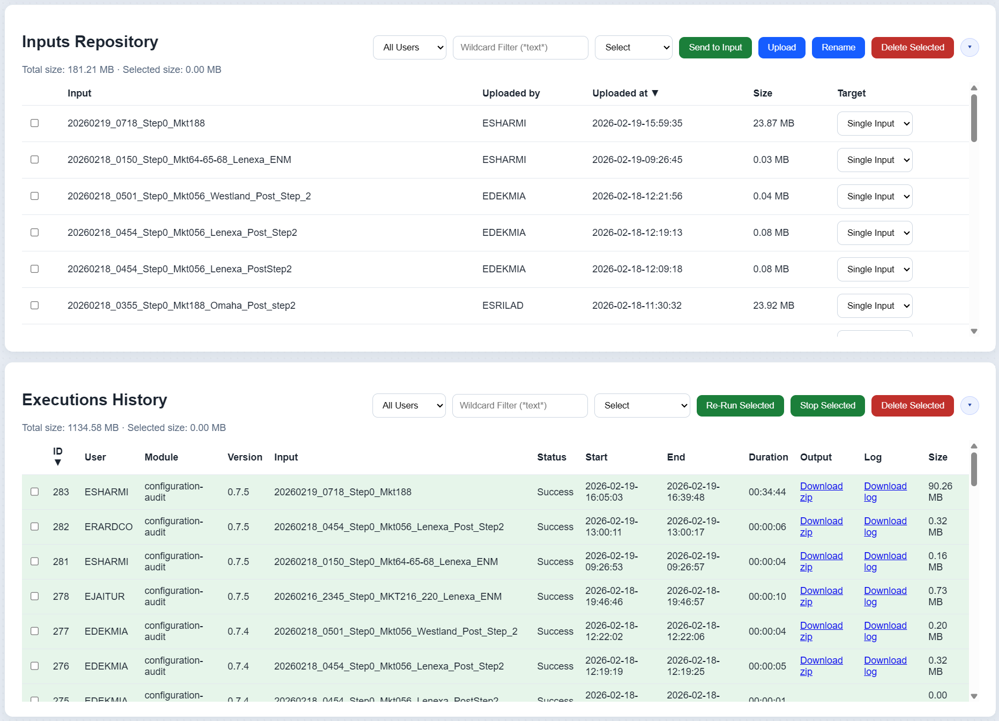 Inputs Repository
All Users
Wildcard Filter (*text*)
Select
Send to Input
Upload
Rename
Delete Selected
Total size: 181.21 MB · Selected size: 0.00 MB
Input Uploaded by Uploaded at ▼ Size Target
20260219_0718_Step0_Mkt188 ESHARMI 2026-02-19-15:59:35 23.87 MB Single Input
20260218_0150_Step0_Mkt64-65-68_Lenexa_ENM ESHARMI 2026-02-19-09:26:45 0.03 MB Single Input
20260218_0501_Step0_Mkt056_Westland_Post_Step_2 EDEKMIA 2026-02-18-12:21:56 0.04 MB Single Input
20260218_0454_Step0_Mkt056_Lenexa_Post_Step2 EDEKMIA 2026-02-18-12:19:13 0.08 MB Single Input
20260218_0454_Step0_Mkt056_Lenexa_PostStep2 EDEKMIA 2026-02-18-12:09:18 0.08 MB Single Input
20260218_0355_Step0_Mkt188_Omaha_Post_step2 ESRILAD 2026-02-18-11:30:32 23.92 MB Single Input
Executions History
All Users
Wildcard Filter (*text*)
Select
Re-Run Selected
Stop Selected
Delete Selected
Total size: 1134.58 MB · Selected size: 0.00 MB
ID ▼ User Module Version Input Status Start End Duration Output Log Size
283 ESHARMI configuration-audit 0.7.5 20260219_0718_Step0_Mkt188 Success 2026-02-19-16:05:03 2026-02-19-16:39:48 00:34:44 Download zip Download log 90.26 MB
282 ERARDCO configuration-audit 0.7.5 20260218_0454_Step0_Mkt056_Lenexa_Post_Step2 Success 2026-02-19-13:00:11 2026-02-19-13:00:17 00:00:06 Download zip Download log 0.32 MB
281 ESHARMI configuration-audit 0.7.5 20260218_0150_Step0_Mkt64-65-68_Lenexa_ENM Success 2026-02-19-09:26:53 2026-02-19-09:26:57 00:00:04 Download zip Download log 0.16 MB
278 EJAITUR configuration-audit 0.7.5 20260216_2345_Step0_MKT216_220_Lenexa_ENM Success 2026-02-18-19:46:46 2026-02-18-19:46:57 00:00:10 Download zip Download log 0.73 MB
277 EDEKMIA configuration-audit 0.7.4 20260218_0501_Step0_Mkt056_Westland_Post_Step_2 Success 2026-02-18-12:22:02 2026-02-18-12:22:06 00:00:04 Download zip Download log 0.20 MB
276 EDEKMIA configuration-audit 0.7.4 20260218_0454_Step0_Mkt056_Lenexa_Post_Step2 Success 2026-02-18-12:19:19 2026-02-18-12:19:25 00:00:05 Download zip Download log 0.32 MB
275 EDEKMIA configuration- 0.7.4 20260218_0454_Step0_Mkt056_Lenexa_PostStep2 Success 2026-02-18- 2026-02-18- 00:00:01 0.00